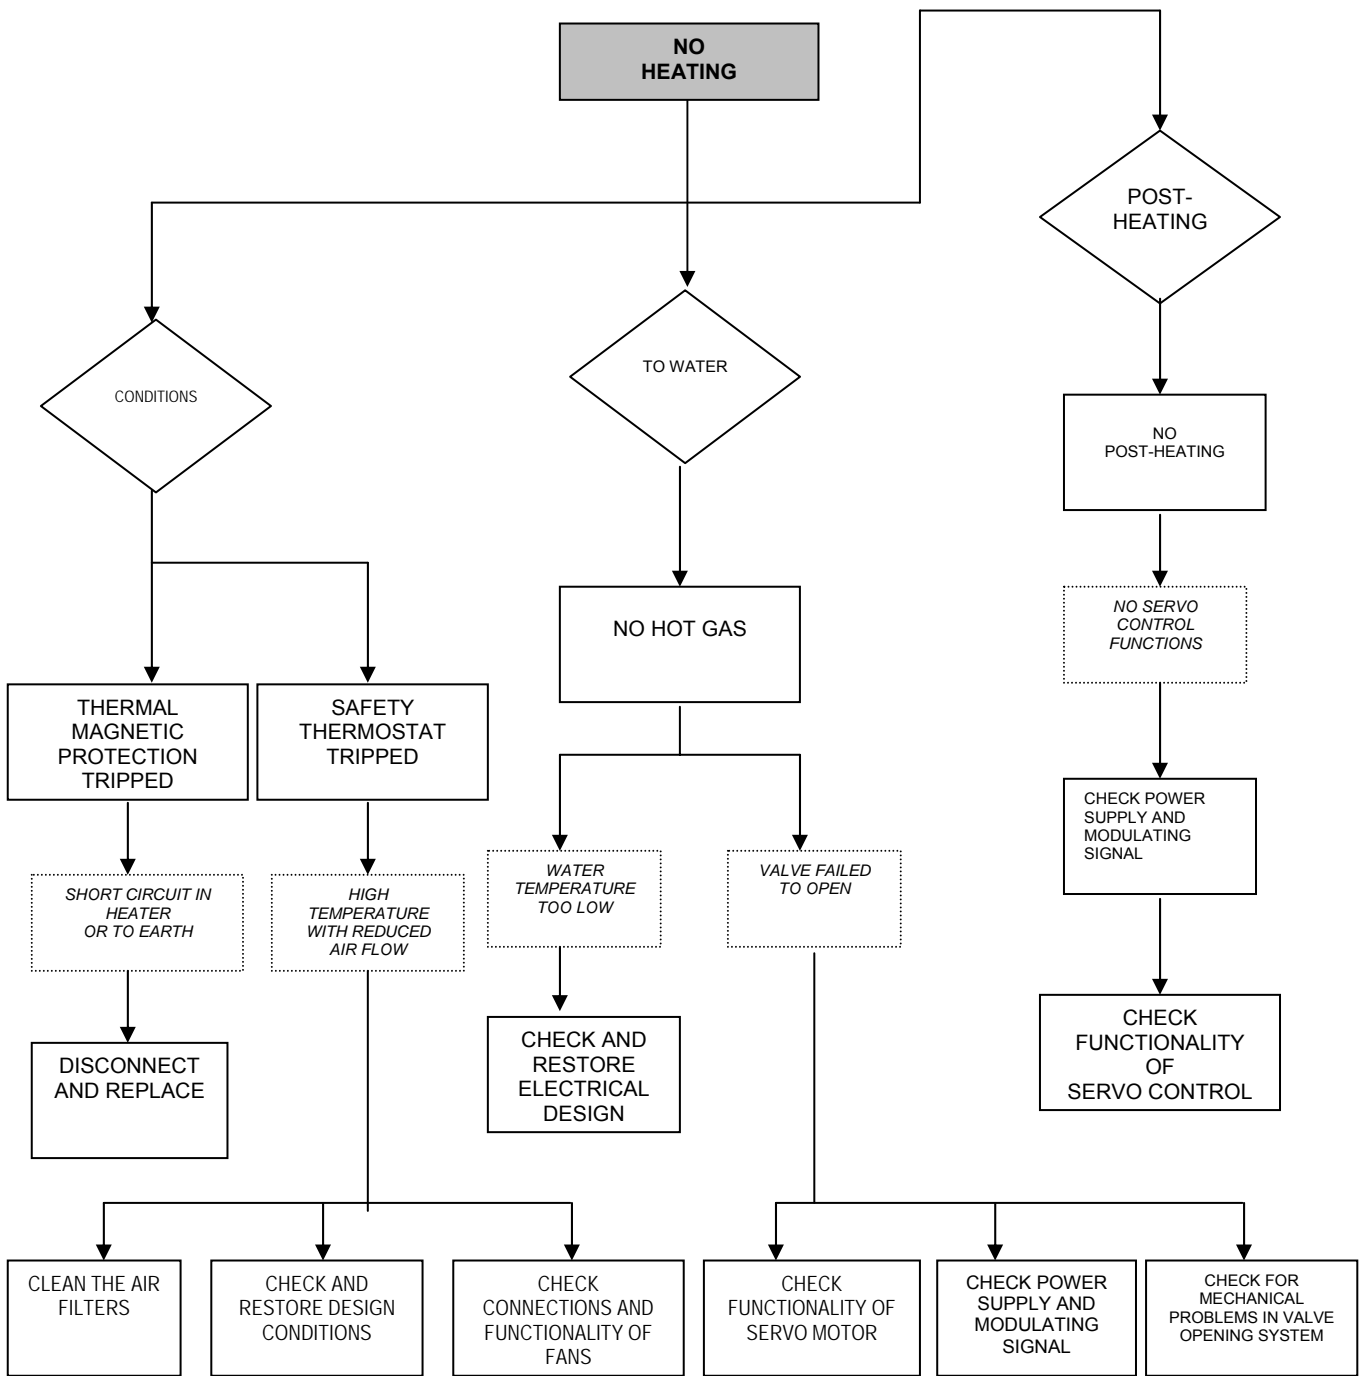 NO
HEATING
POST-
HEATING
TO WATER
CONDITIONS
NO
POST-HEATING
NO HOT GAS
NO SERVO
CONTROL
FUNCTIONS
THERMAL
MAGNETIC
PROTECTION
TRIPPED
SAFETY
THERMOSTAT
TRIPPED
CHECK POWER
SUPPLY AND
MODULATING
SIGNAL
SHORT CIRCUIT IN
HEATER
OR TO EARTH
HIGH
TEMPERATURE
WITH REDUCED
AIR FLOW
WATER
TEMPERATURE
TOO LOW
VALVE FAILED
TO OPEN
DISCONNECT
AND REPLACE
CHECK AND
RESTORE
ELECTRICAL
DESIGN
CHECK
FUNCTIONALITY
OF
SERVO CONTROL
CLEAN THE AIR
FILTERS
CHECK AND
RESTORE DESIGN
CONDITIONS
CHECK
CONNECTIONS AND
FUNCTIONALITY OF
FANS
CHECK
FUNCTIONALITY OF
SERVO MOTOR
CHECK POWER
SUPPLY AND
MODULATING
SIGNAL
CHECK FOR
MECHANICAL
PROBLEMS IN VALVE
OPENING SYSTEM